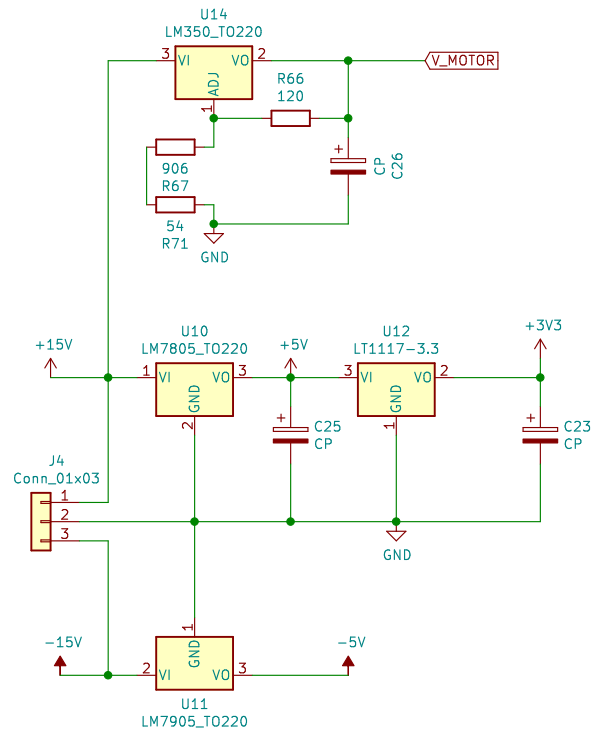 U14
LM350_TO220
3
VI
VO
2
ADJ
1
V_MOTOR
R66
120
906
R67
54
R71
CP
C26
GND
+15V
U10
LM7805_TO220
1
VI
VO
3
GND
2
+5V
U12
LT1117-3.3
3
VI
VO
2
GND
1
+3V3
C25
CP
C23
CP
J4
Conn_01x03
1
2
3
GND
-15V
-5V
1
GND
2
VI
VO
3
U11
LM7905_TO220